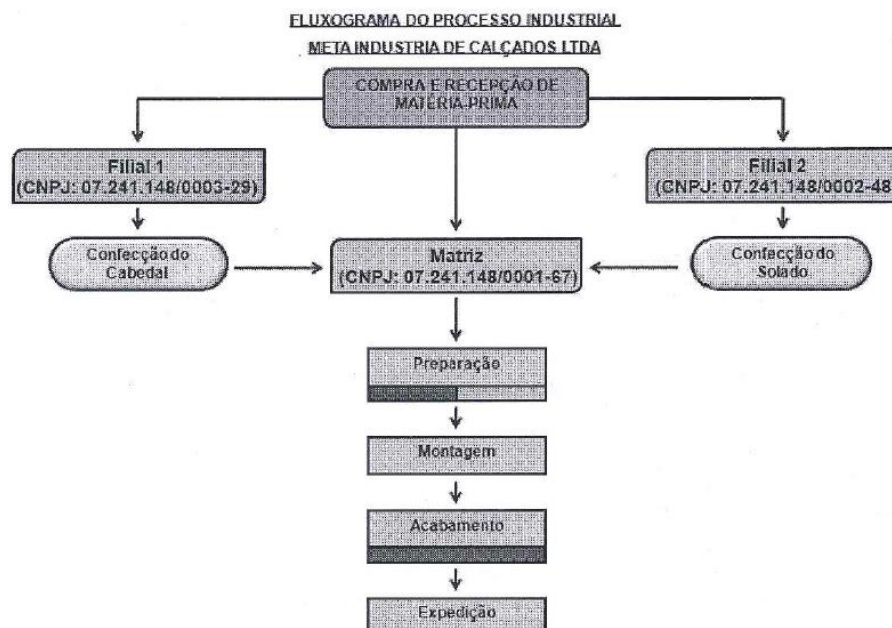 FLUXOGRAMA DO PROCESSO INDUSTRIAL
META INDUSTRIA DE CALÇADOS LTDA
COMPRA E RECEPÇÃO DE
MATÉRIA-PRIMA
Filial 1
(CNPJ: 07.241.148/0003-29)
Filial 2
(CNPJ: 07.241.148/0002-48
Confecção do
Cabedal
Matriz
(CNPJ: 07.241.148/0001-67)
Confecção do
Solado
Preparação
Montagem
Acabamento
Expedição